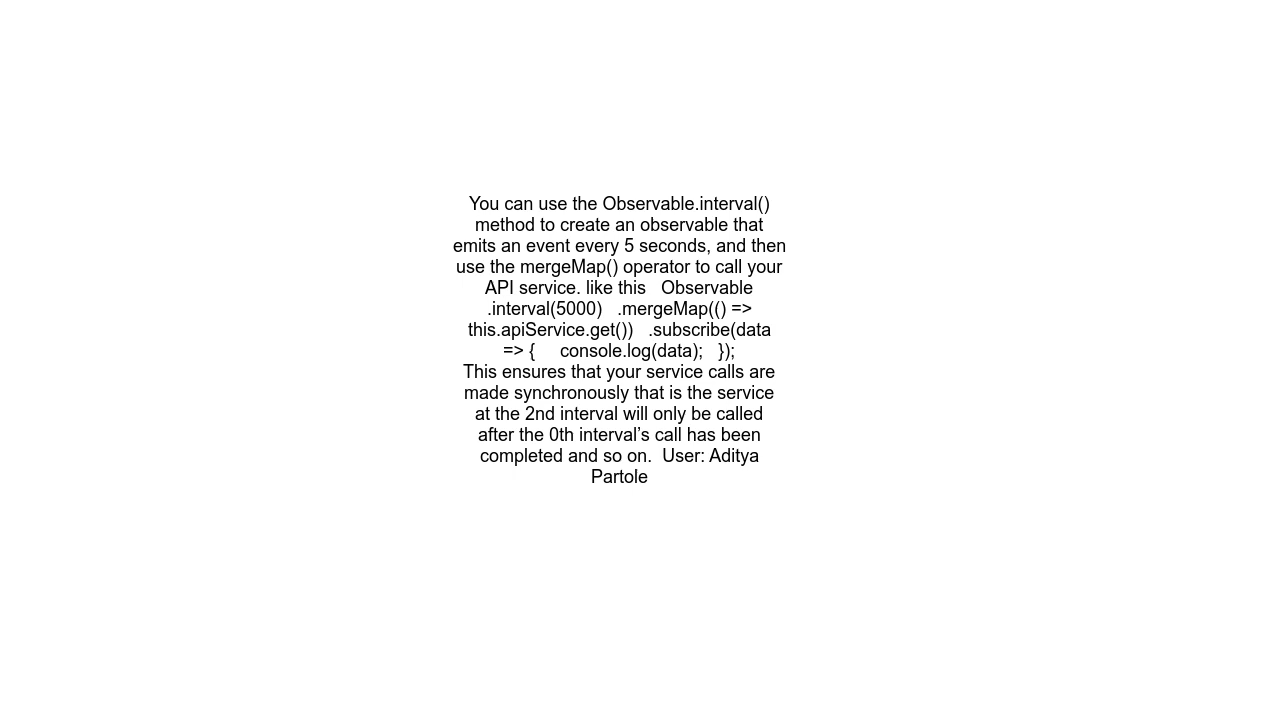 You can use the Observable.interval()
method to create an observable that
emits an event every 5 seconds, and then
use the mergeMap() operator to call your
API service. like this   Observable
.interval(5000)   .mergeMap(() =>
this.apiService.get())   .subscribe(data
=> {     console.log(data);   });
This ensures that your service calls are
made synchronously that is the service
at the 2nd interval will only be called
after the 0th interval’s call has been
completed and so on.  User: Aditya
Partole